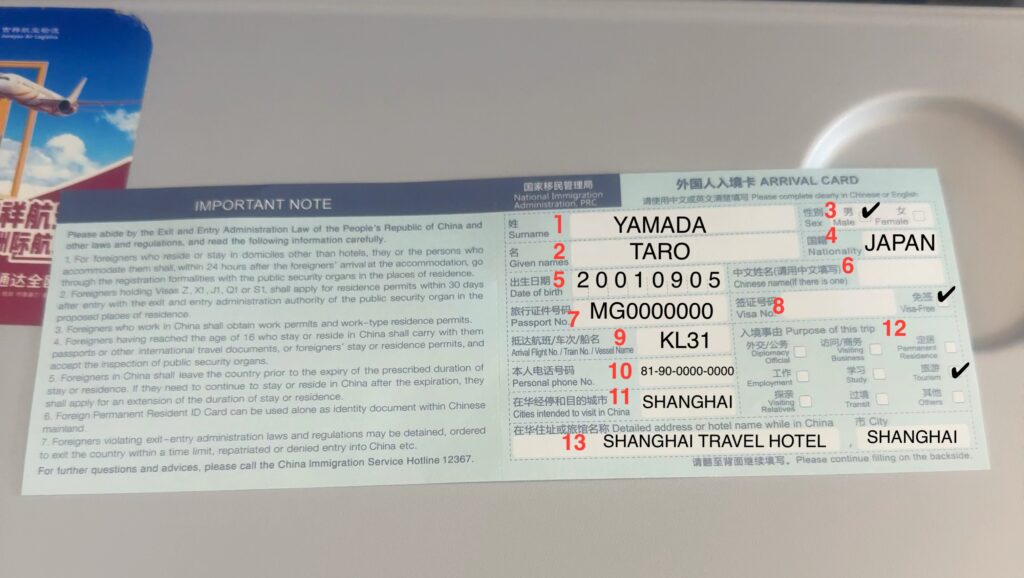 吉祥航空物流
Juneyao Air Logistics
祥航
洲际航
通达全
IMPORTANT NOTE
Please abide by the Exit and Entry Administration Law of the People's Republic of China and
other laws and regulations, and read the following information carefully.
1. For foreigners who reside or stay in domiciles other than hotels, they or the persons who
accommodate them shall, within 24 hours after the foreigners' arrival at the accommodation, go
through the registration formalities with the public security organs in the places of residence.
2. Foreigners holding Visas Z, X1, J1, Q1 or S1, shall apply for residence permits within 30 days
after entry with the exit and entry administration authority of the public security organ in the
proposed places of residence.
3. Foreigners who work in China shall obtain work permits and work-type residence permits.
4. Foreigners having reached the age of 16 who stay or reside in China shall carry with them
passports or other international travel documents, or foreigners' stay or residence permits, and
accept the inspection of public security organs.
5. Foreigners in China shall leave the country prior to the expiry of the prescribed duration of
stay or residence. If they need to continue to stay or reside in China after the expiration, they
shall apply for an extension of the duration of stay or residence.
6. Foreign Permanent Resident ID Card can be used alone as identity document within Chinese
mainland.
7. Foreigners violating exit-entry administration laws and regulations may be detained, ordered
to exit the country within a time limit, repatriated or denied entry into China etc.
For further questions and advices, please call the China Immigration Service Hotline 12367.
国家移民管理局
National Immigration
Administration, PRC
外国人入境卡 ARRIVAL CARD
请使用中文或英文清楚填写 Please complete clearly in Chinese or English
姓
Surname 1 YAMADA
性别 3 男 ✔ 女
Sex Male Female
名
Given names 2 TARO
国籍 4
Nationality JAPAN
出生日期 5
Date of birth 20010905
中文姓名(请用中文填写) 6
Chinese name(If there is one)
旅行证件号码
Passport No. 7 MG0000000
签证号码 8 免签 ✔
Visa No. Visa-Free
抵达航班/车次/船名 9
Arrival Flight No. / Train No. / Vessel Name KL31
入境事由 Purpose of this trip 12
外交/公务 访问/商务 定居
Diplomacy Official Visiting Business Permanent Residence
本人电话号码 10
Personal phone No. 81-90-0000-0000
工作 学习 旅游 ✔
Employment Study Tourism
在华经停和目的城市 11
Cities intended to visit in China SHANGHAI
探亲 过境 其他
Visiting Relatives Transit Others
在华住址或旅馆名称 Detailed address or hotel name while in China 市 City
13 SHANGHAI TRAVEL HOTEL , SHANGHAI
请翻至背面继续填写。Please continue filling on the backside.